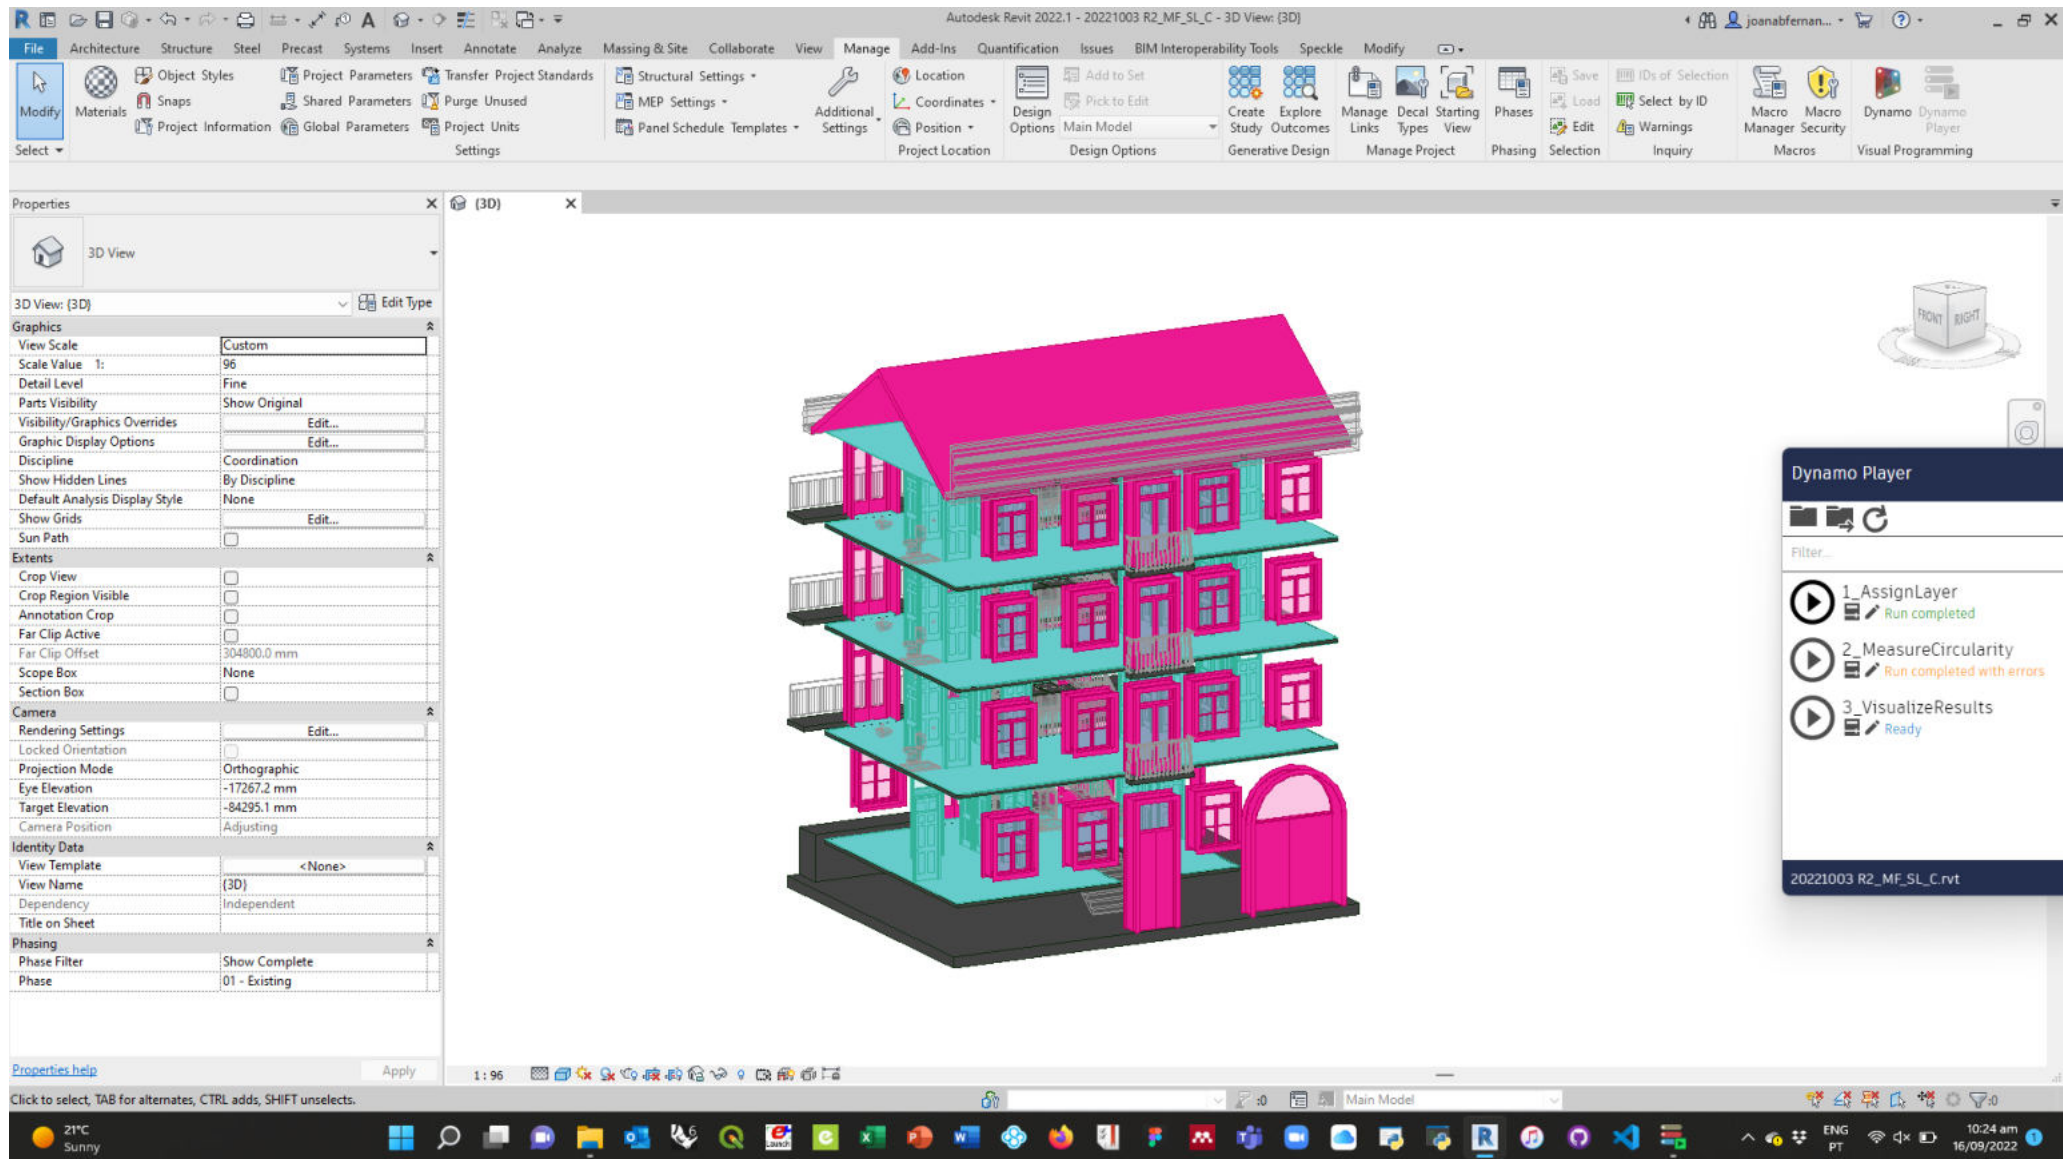 Autodesk Revit 2022.1 - 20221003 R2_MF_SL_C - 3D View: {3D}
joanabfernan...
File Architecture Structure Steel Precast Systems Insert Annotate Analyze Massing & Site Collaborate View Manage Add-Ins Quantification Issues BIM Interoperability Tools Speckle Modify
Modify
Materials
Object Styles
Snaps
Project Information
Project Parameters
Shared Parameters
Global Parameters
Transfer Project Standards
Purge Unused
Project Units
Structural Settings
MEP Settings
Panel Schedule Templates
Additional Settings
Location
Coordinates
Position
Design Options
Add to Set
Pick to Edit
Main Model
Create Study
Explore Outcomes
Manage Links
Decal Types
Starting View
Phases
Save
Load
Edit
IDs of Selection
Select by ID
Warnings
Macro Manager
Macro Security
Dynamo
Dynamo Player
Select Settings Project Location Design Options Generative Design Manage Project Phasing Selection Inquiry Macros Visual Programming
Properties
{3D}
3D View
3D View: {3D} Edit Type
Graphics
View Scale Custom
Scale Value 1: 96
Detail Level Fine
Parts Visibility Show Original
Visibility/Graphics Overrides Edit...
Graphic Display Options Edit...
Discipline Coordination
Show Hidden Lines By Discipline
Default Analysis Display Style None
Show Grids Edit...
Sun Path
Extents
Crop View
Crop Region Visible
Annotation Crop
Far Clip Active
Far Clip Offset 304800.0 mm
Scope Box None
Section Box
Camera
Rendering Settings Edit...
Locked Orientation
Projection Mode Orthographic
Eye Elevation -17267.2 mm
Target Elevation -84295.1 mm
Camera Position Adjusting
Identity Data
View Template <None>
View Name {3D}
Dependency Independent
Title on Sheet
Phasing
Phase Filter Show Complete
Phase 01 - Existing
Properties help Apply
FRONT RIGHT
Dynamo Player
Filter...
1_AssignLayer
Run completed
2_MeasureCircularity
Run completed with errors
3_VisualizeResults
Ready
20221003 R2_MF_SL_C.rvt
1 : 96
Click to select, TAB for alternates, CTRL adds, SHIFT unselects.
:0
Main Model
:0
21°C
Sunny
ENG
PT
10:24 am
16/09/2022